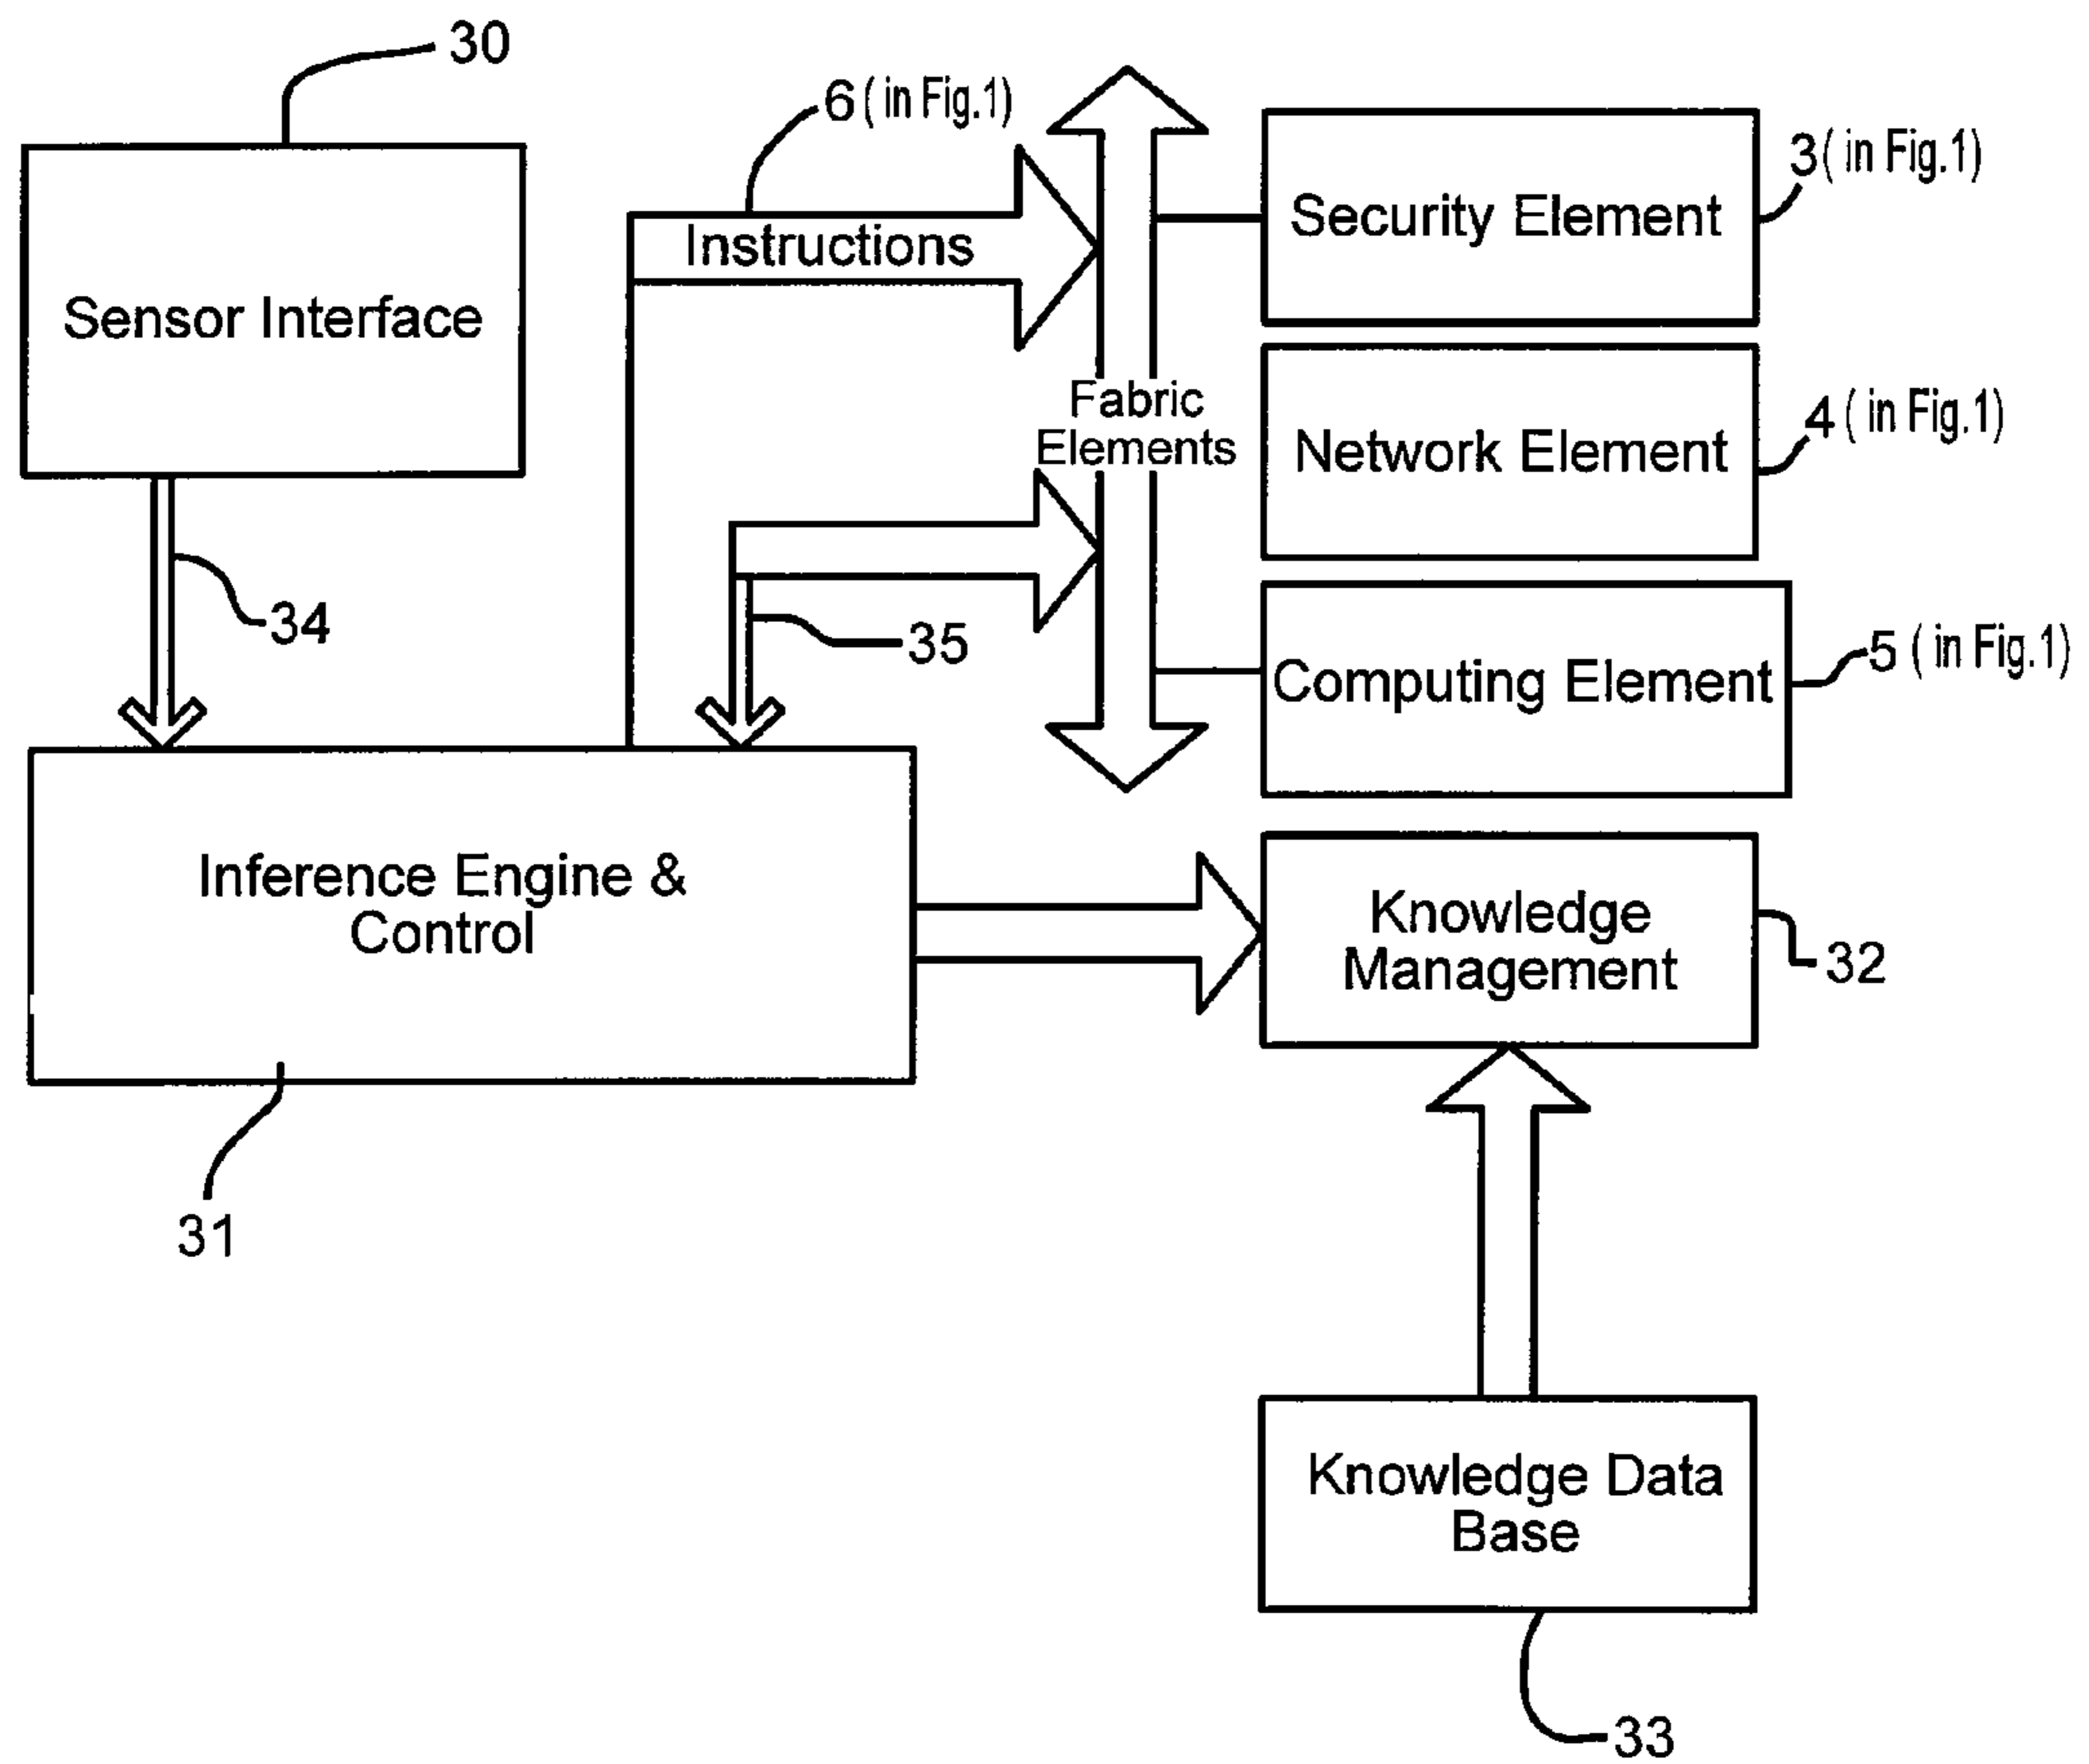 30
6 ( in Fig.1)
3 ( in Fig.1)
Security Element
Instructions
Sensor Interface
Fabric
Elements
4 ( in Fig.1)
Network Element
34
35
5 ( in Fig.1)
Computing Element
Inference Engine &
Control
Knowledge
Management
32
31
Knowledge Data
Base
33